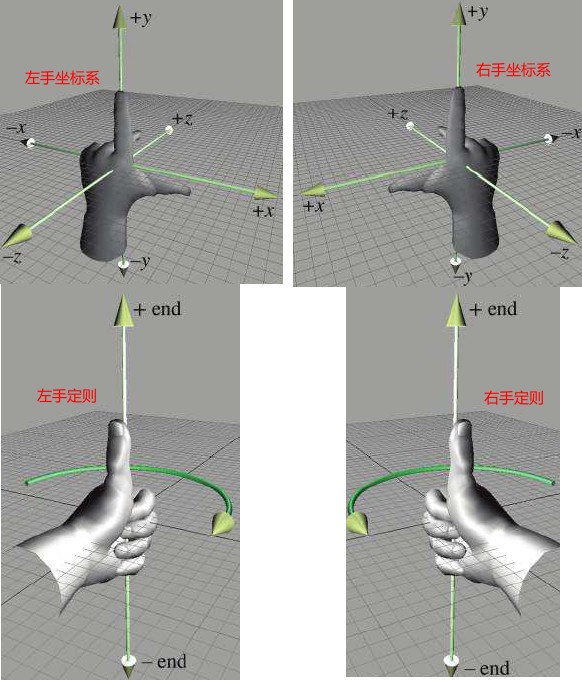 +y
左手坐标系
+z
−x
+x
−z
−y
+y
右手坐标系
+z
−x
+x
−z
−y
+ end
左手定则
− end
+ end
右手定则
− end